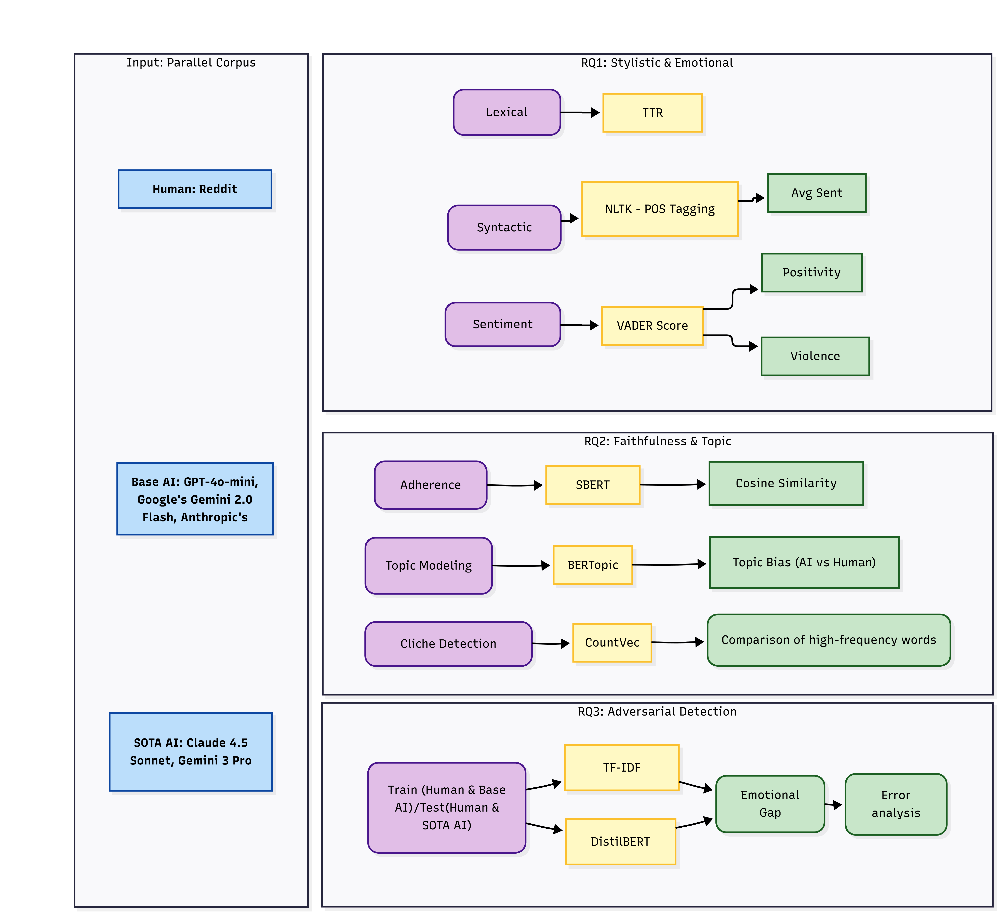 Input: Parallel Corpus
Human: Reddit
Base AI: GPT-4o-mini,
Google's Gemini 2.0
Flash, Anthropic's
SOTA AI: Claude 4.5
Sonnet, Gemini 3 Pro
RQ1: Stylistic & Emotional
Lexical
TTR
Syntactic
NLTK - POS Tagging
Avg Sent
Sentiment
VADER Score
Positivity
Violence
RQ2: Faithfulness & Topic
Adherence
SBERT
Cosine Similarity
Topic Modeling
BERTopic
Topic Bias (AI vs Human)
Cliche Detection
CountVec
Comparison of high-frequency words
RQ3: Adversarial Detection
Train (Human & Base
AI)/Test(Human &
SOTA AI)
TF-IDF
DistilBERT
Emotional
Gap
Error
analysis